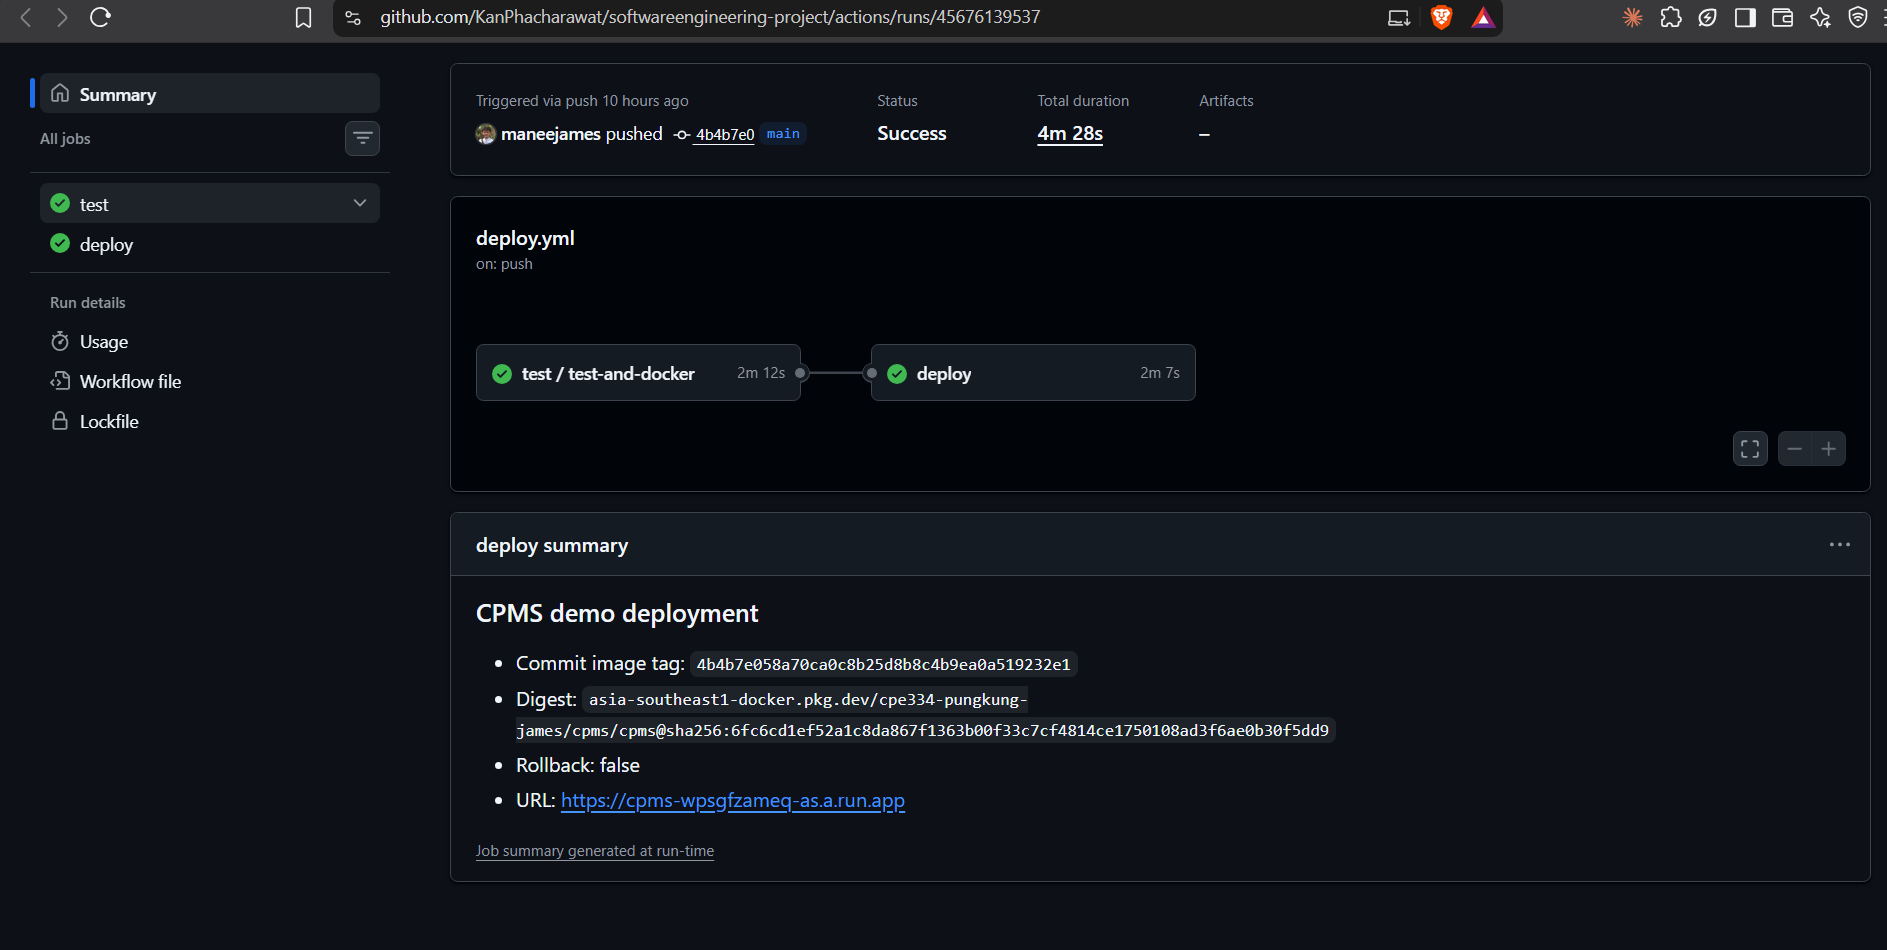 github.com/KanPhacharawat/softwareengineering-project/actions/runs/45676139537
Summary
All jobs
test
deploy
Run details
Usage
Workflow file
Lockfile
Triggered via push 10 hours ago
maneejames pushed 4b4b7e0 main
Status
Success
Total duration
4m 28s
Artifacts
–
deploy.yml
on: push
test / test-and-docker 2m 12s
deploy 2m 7s
deploy summary
CPMS demo deployment
Commit image tag: 4b4b7e058a70ca0c8b25d8b8c4b9ea0a519232e1
Digest: asia-southeast1-docker.pkg.dev/cpe334-pungkung-
james/cpms/cpms@sha256:6fc6cd1ef52a1c8da867f1363b00f33c7cf4814ce1750108ad3f6ae0b30f5dd9
Rollback: false
URL: https://cpms-wpsgfzameq-as.a.run.app
Job summary generated at run-time